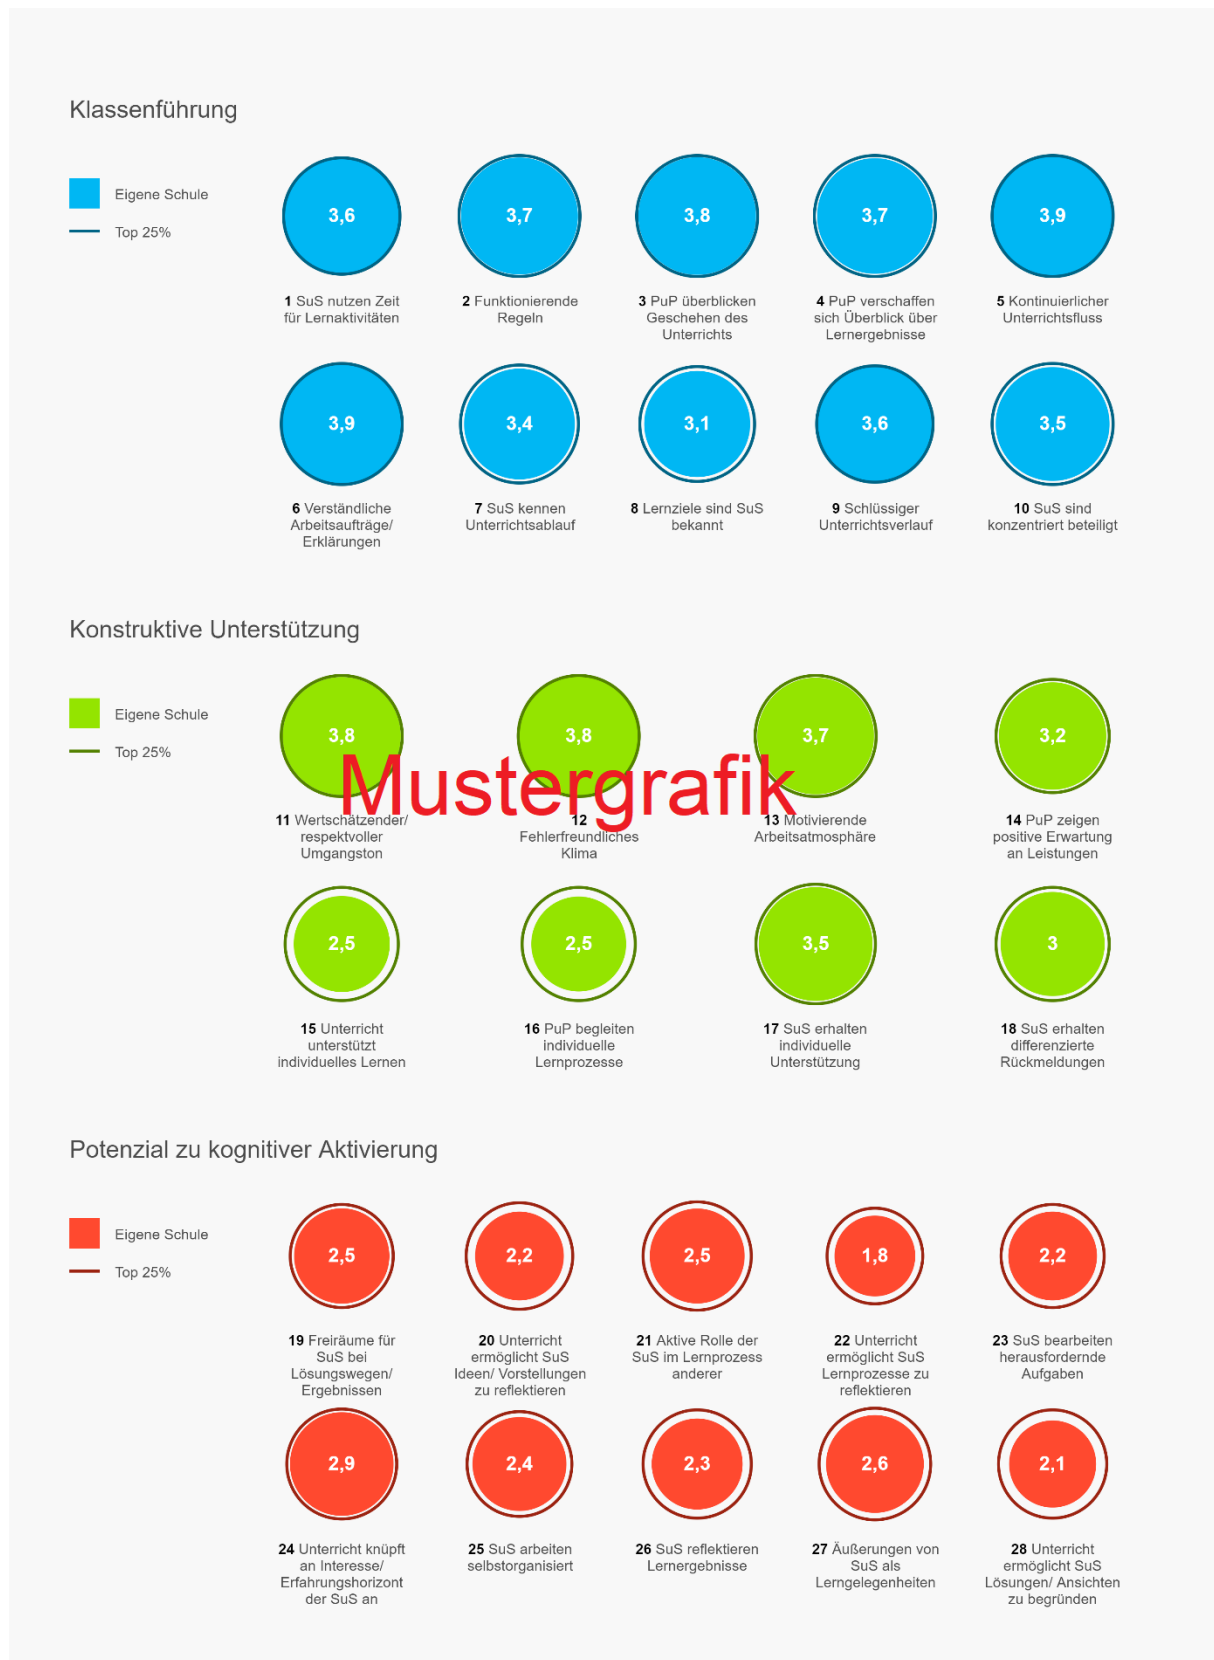 Klassenführung
Eigene Schule
Top 25%
3,6
3,7
3,8
3,7
3,9
1 SuS nutzen Zeit
für Lernaktivitäten
2 Funktionierende
Regeln
3 PuP überblicken
Geschehen des
Unterrichts
4 PuP verschaffen
sich Überblick über
Lernergebnisse
5 Kontinuierlicher
Unterrichtsfluss
3,9
3,4
3,1
3,6
3,5
6 Verständliche
Arbeitsaufträge/
Erklärungen
7 SuS kennen
Unterrichtsablauf
8 Lernziele sind SuS
bekannt
9 Schlüssiger
Unterrichtsverlauf
10 SuS sind
konzentriert beteiligt
Konstruktive Unterstützung
Eigene Schule
Top 25%
3,8
3,8
3,7
3,2
Mustergrafik
11 Wertschätzender/
respektvoller
Umgangston
12
Fehlerfreundliches
Klima
13 Motivierende
Arbeitsatmosphäre
14 PuP zeigen
positive Erwartung
an Leistungen
2,5
2,5
3,5
3
15 Unterricht
unterstützt
individuelles Lernen
16 PuP begleiten
individuelle
Lernprozesse
17 SuS erhalten
individuelle
Unterstützung
18 SuS erhalten
differenzierte
Rückmeldungen
Potenzial zu kognitiver Aktivierung
Eigene Schule
Top 25%
2,5
2,2
2,5
1,8
2,2
19 Freiräume für
SuS bei
Lösungswegen/
Ergebnissen
20 Unterricht
ermöglicht SuS
Ideen/ Vorstellungen
zu reflektieren
21 Aktive Rolle der
SuS im Lernprozess
anderer
22 Unterricht
ermöglicht SuS
Lernprozesse zu
reflektieren
23 SuS bearbeiten
herausfordernde
Aufgaben
2,9
2,4
2,3
2,6
2,1
24 Unterricht knüpft
an Interesse/
Erfahrungshorizont
der SuS an
25 SuS arbeiten
selbstorganisiert
26 SuS reflektieren
Lernergebnisse
27 Äußerungen von
SuS als
Lerngelegenheiten
28 Unterricht
ermöglicht SuS
Lösungen/ Ansichten
zu begründen